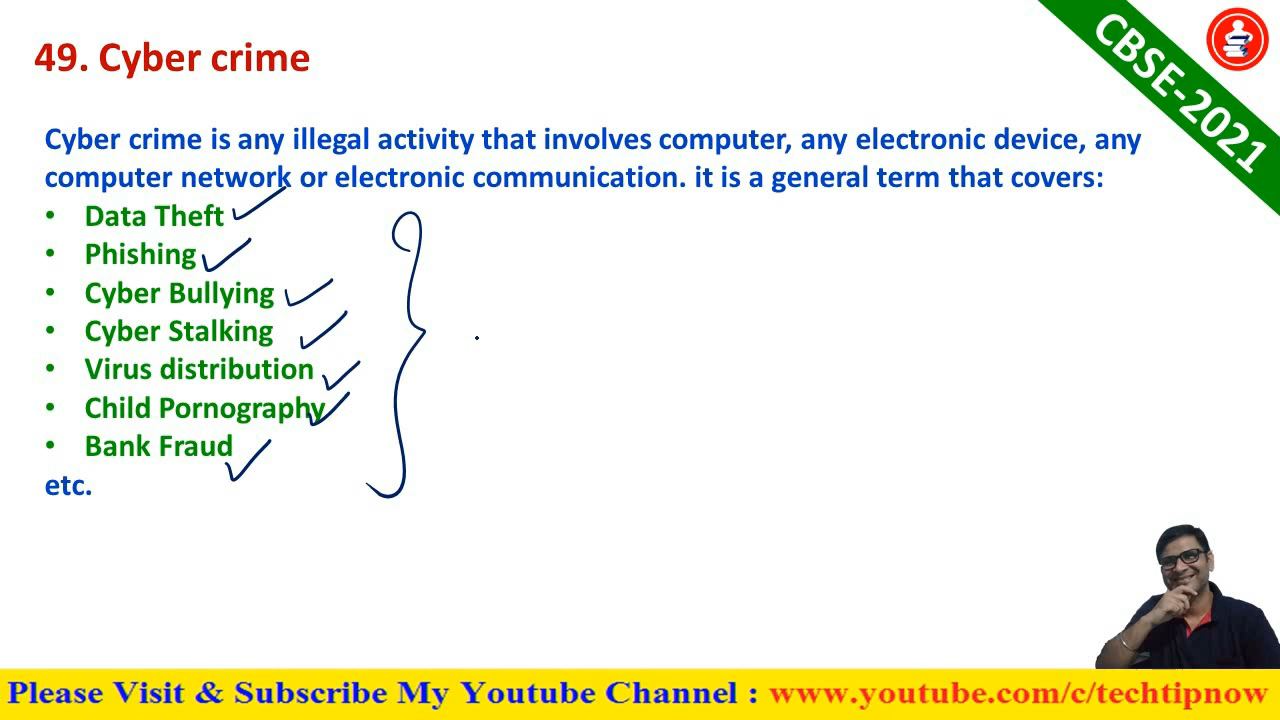 49. Cyber crime
CBSE-2021
Cyber crime is any illegal activity that involves computer, any electronic device, any
computer network or electronic communication. it is a general term that covers:
• Data Theft
• Phishing
• Cyber Bullying
• Cyber Stalking
• Virus distribution
• Child Pornography
• Bank Fraud
etc.
Please Visit & Subscribe My Youtube Channel : www.youtube.com/c/techtipnow